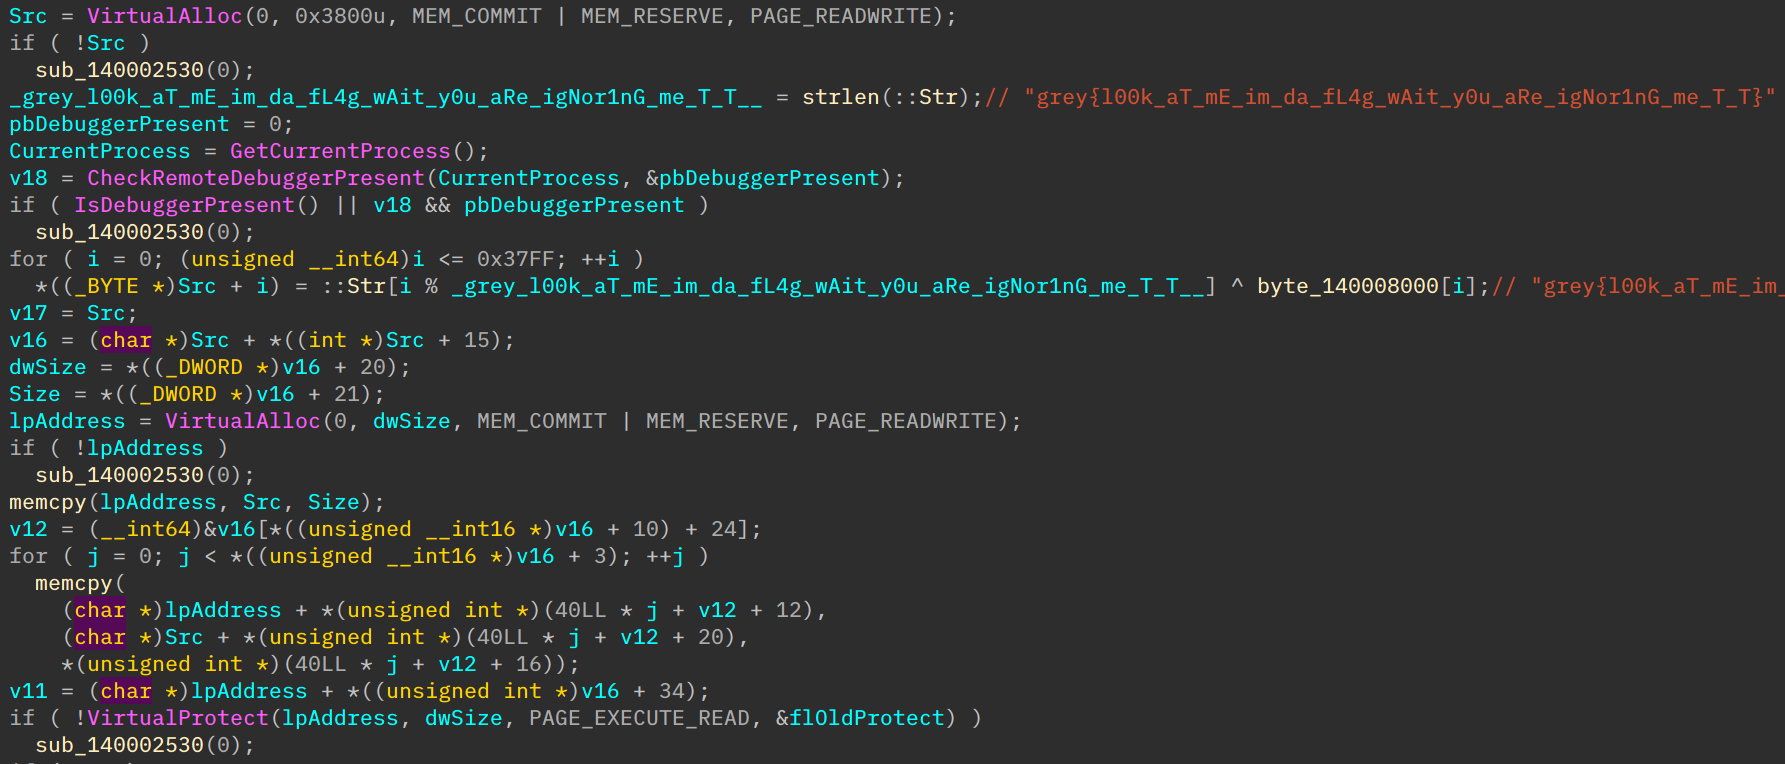 Src = VirtualAlloc(0, 0x3800u, MEM_COMMIT | MEM_RESERVE, PAGE_READWRITE);
if ( !Src )
  sub_140002530(0);
_grey_l00k_aT_mE_im_da_fL4g_wAit_y0u_aRe_igNor1nG_me_T_T__ = strlen(::Str);// "grey{l00k_aT_mE_im_da_fL4g_wAit_y0u_aRe_igNor1nG_me_T_T}"
pbDebuggerPresent = 0;
CurrentProcess = GetCurrentProcess();
v18 = CheckRemoteDebuggerPresent(CurrentProcess, &pbDebuggerPresent);
if ( IsDebuggerPresent() || v18 && pbDebuggerPresent )
  sub_140002530(0);
for ( i = 0; (unsigned __int64)i <= 0x37FF; ++i )
  *((_BYTE *)Src + i) = ::Str[i % _grey_l00k_aT_mE_im_da_fL4g_wAit_y0u_aRe_igNor1nG_me_T_T__] ^ byte_140008000[i];// "grey{l00k_aT_mE_im_
v17 = Src;
v16 = (char *)Src + *((int *)Src + 15);
dwSize = *((_DWORD *)v16 + 20);
Size = *((_DWORD *)v16 + 21);
lpAddress = VirtualAlloc(0, dwSize, MEM_COMMIT | MEM_RESERVE, PAGE_READWRITE);
if ( !lpAddress )
  sub_140002530(0);
memcpy(lpAddress, Src, Size);
v12 = (__int64)&v16[*((unsigned __int16 *)v16 + 10) + 24];
for ( j = 0; j < *((unsigned __int16 *)v16 + 3); ++j )
  memcpy(
    (char *)lpAddress + *(unsigned int *)(40LL * j + v12 + 12),
    (char *)Src + *(unsigned int *)(40LL * j + v12 + 20),
    *(unsigned int *)(40LL * j + v12 + 16));
v11 = (char *)lpAddress + *((unsigned int *)v16 + 34);
if ( !VirtualProtect(lpAddress, dwSize, PAGE_EXECUTE_READ, &flOldProtect) )
  sub_140002530(0);